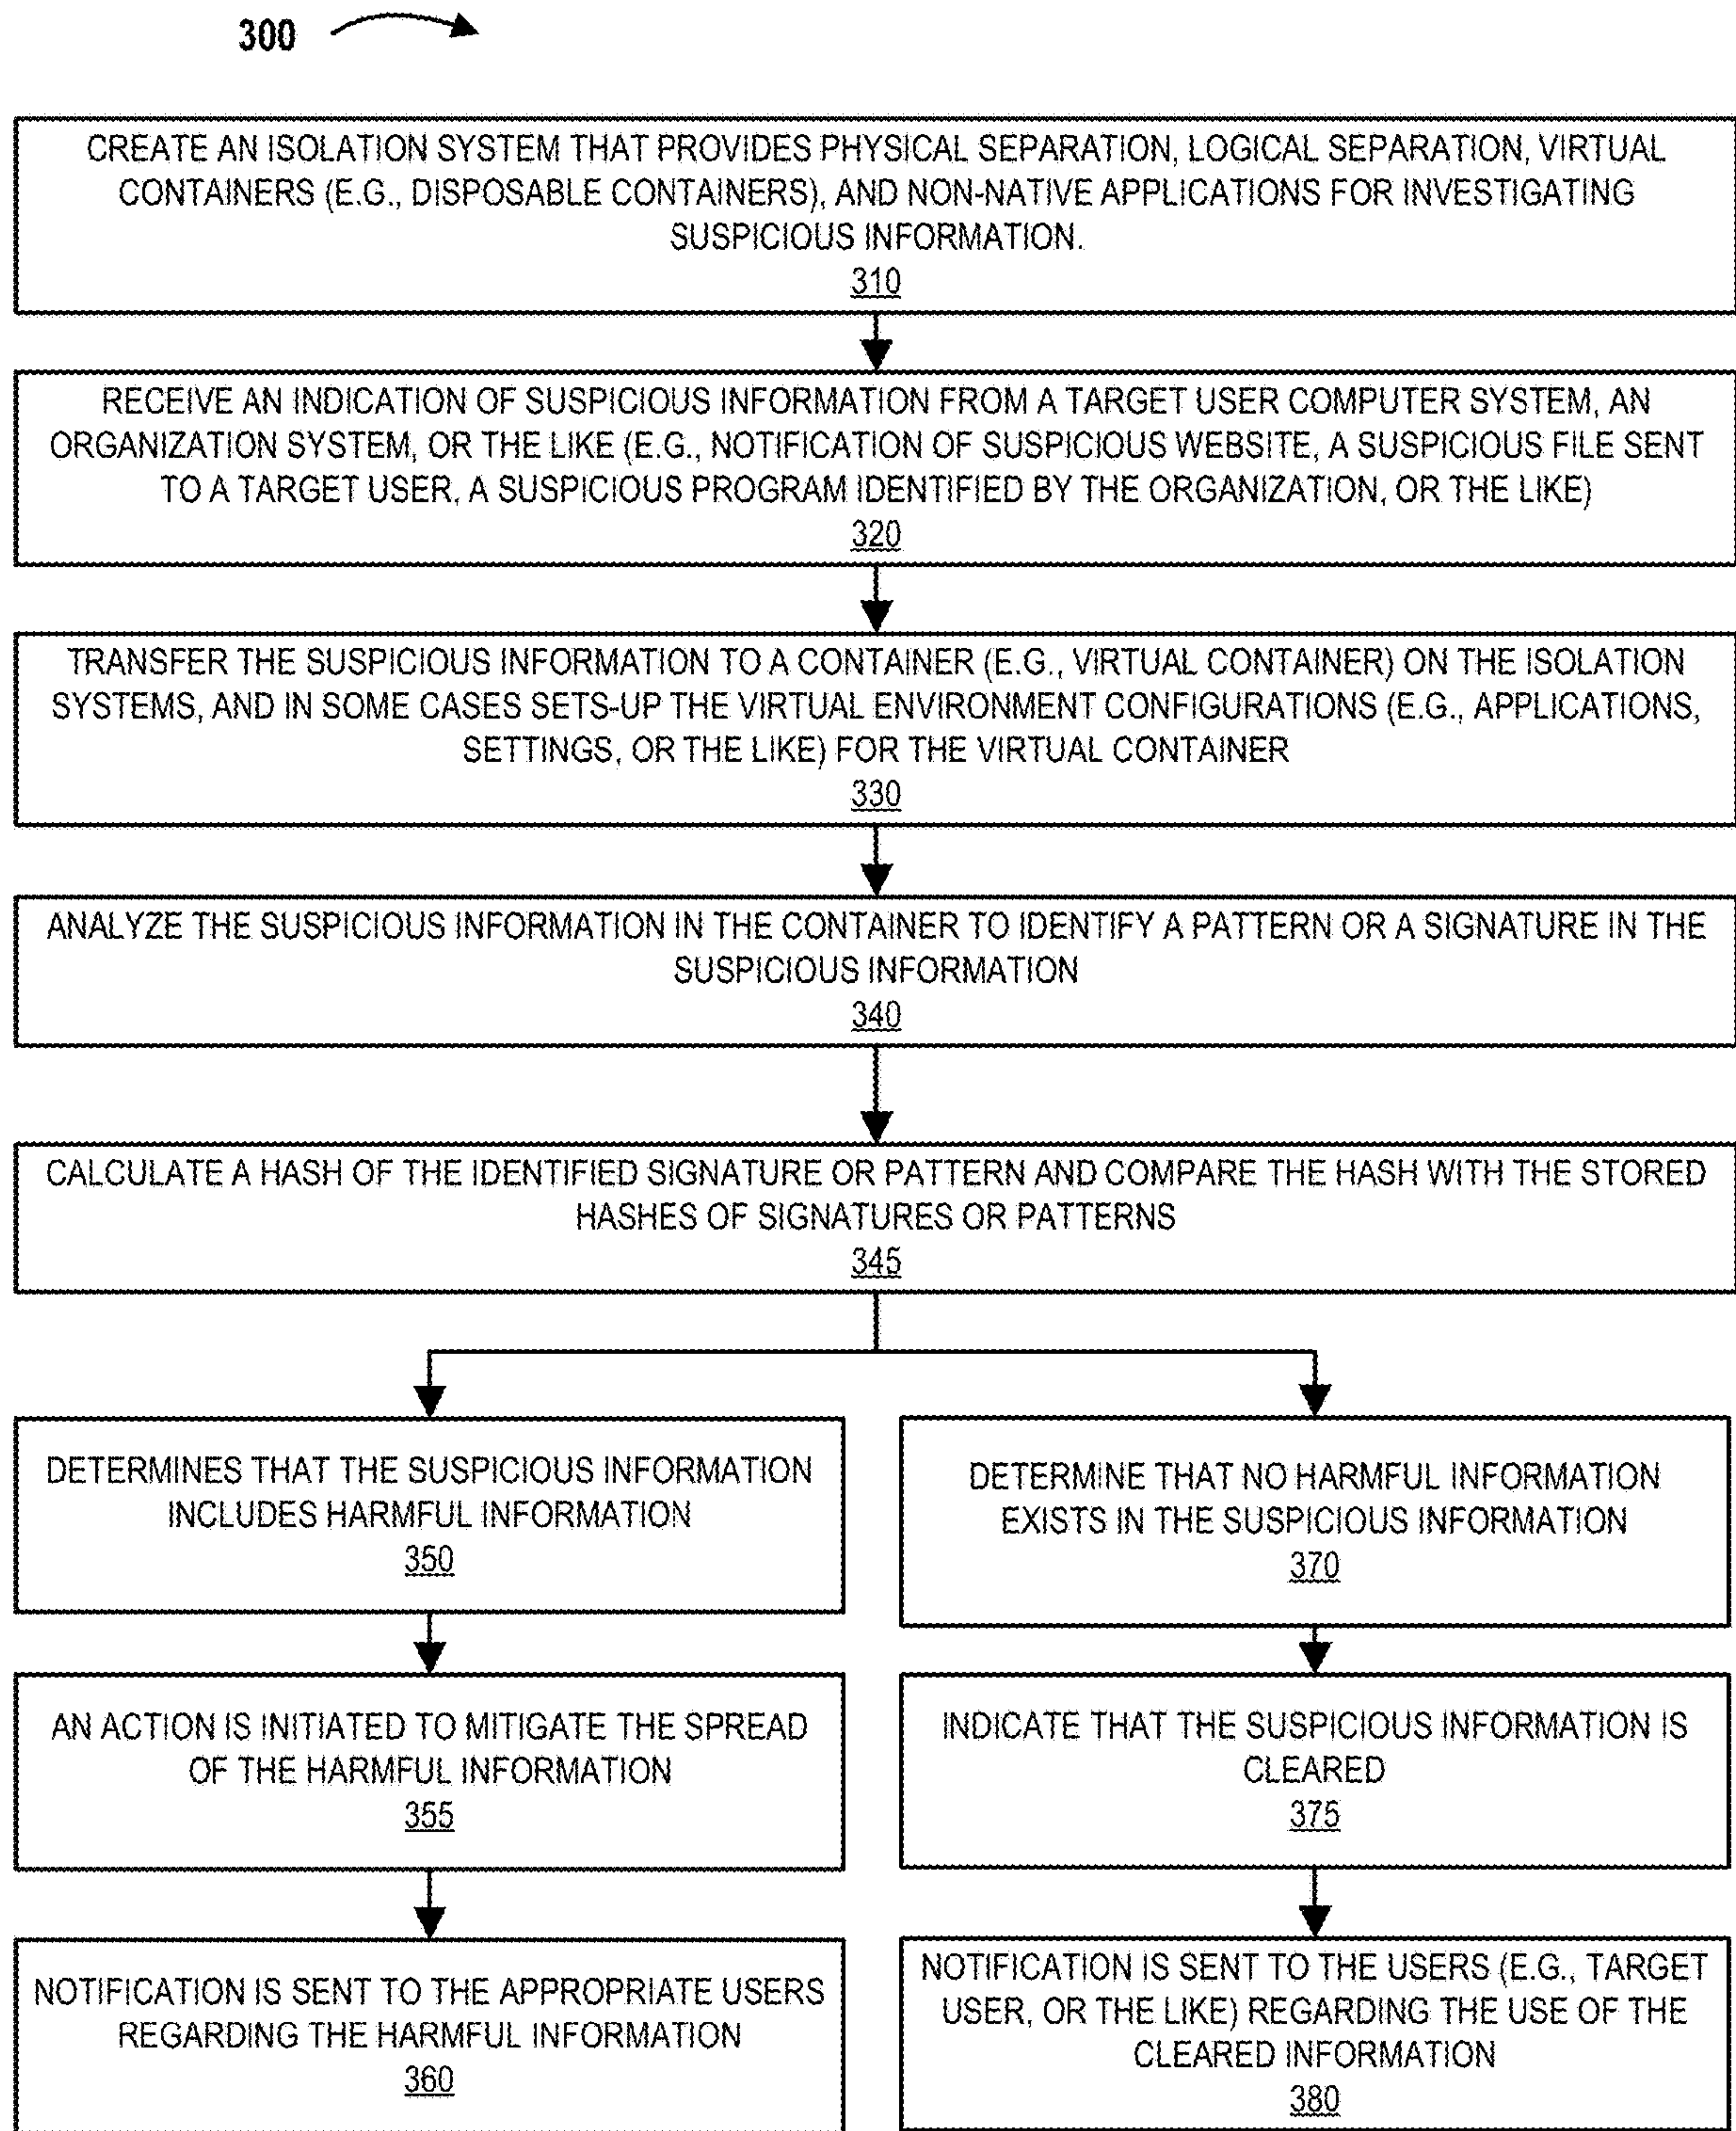 300
CREATE AN ISOLATION SYSTEM THAT PROVIDES PHYSICAL SEPARATION, LOGICAL SEPARATION, VIRTUAL
CONTAINERS (E.G., DISPOSABLE CONTAINERS), AND NON-NATIVE APPLICATIONS FOR INVESTIGATING
SUSPICIOUS INFORMATION.
310
RECEIVE AN INDICATION OF SUSPICIOUS INFORMATION FROM A TARGET USER COMPUTER SYSTEM, AN
ORGANIZATION SYSTEM, OR THE LIKE (E.G., NOTIFICATION OF SUSPICIOUS WEBSITE, A SUSPICIOUS FILE SENT
TO A TARGET USER, A SUSPICIOUS PROGRAM IDENTIFIED BY THE ORGANIZATION, OR THE LIKE)
320
TRANSFER THE SUSPICIOUS INFORMATION TO A CONTAINER (E.G., VIRTUAL CONTAINER) ON THE ISOLATION
SYSTEMS, AND IN SOME CASES SETS-UP THE VIRTUAL ENVIRONMENT CONFIGURATIONS (E.G., APPLICATIONS,
SETTINGS, OR THE LIKE) FOR THE VIRTUAL CONTAINER
330
ANALYZE THE SUSPICIOUS INFORMATION IN THE CONTAINER TO IDENTIFY A PATTERN OR A SIGNATURE IN THE
SUSPICIOUS INFORMATION
340
CALCULATE A HASH OF THE IDENTIFIED SIGNATURE OR PATTERN AND COMPARE THE HASH WITH THE STORED
HASHES OF SIGNATURES OR PATTERNS
345
DETERMINES THAT THE SUSPICIOUS INFORMATION
INCLUDES HARMFUL INFORMATION
350
AN ACTION IS INITIATED TO MITIGATE THE SPREAD
OF THE HARMFUL INFORMATION
355
NOTIFICATION IS SENT TO THE APPROPRIATE USERS
REGARDING THE HARMFUL INFORMATION
360
DETERMINE THAT NO HARMFUL INFORMATION
EXISTS IN THE SUSPICIOUS INFORMATION
370
INDICATE THAT THE SUSPICIOUS INFORMATION IS
CLEARED
375
NOTIFICATION IS SENT TO THE USERS (E.G., TARGET
USER, OR THE LIKE) REGARDING THE USE OF THE
CLEARED INFORMATION
380